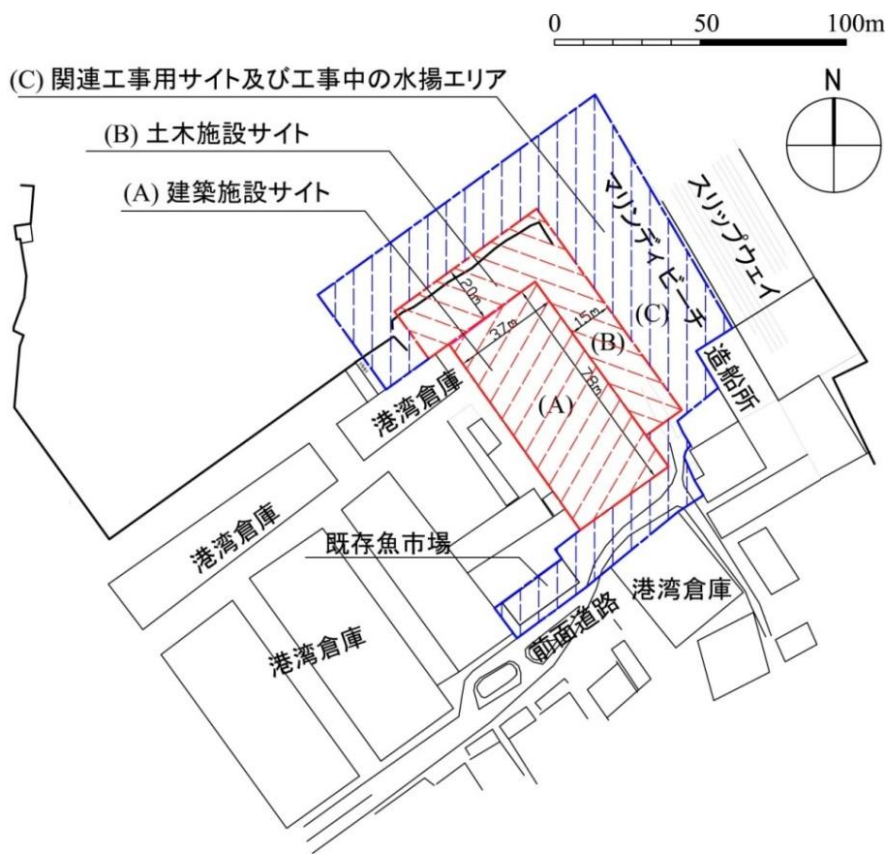 0 50 100m
(C) 関連工事用サイト及び工事中の水揚エリア
N
(B) 土木施設サイト
(A) 建築施設サイト
マリンディ ビーチ
スリップウェイ
20m
37m
15m
(C)
(B)
78m
造船所
(A)
港湾倉庫
港湾倉庫
既存魚市場
港湾倉庫
前面道路
港湾倉庫